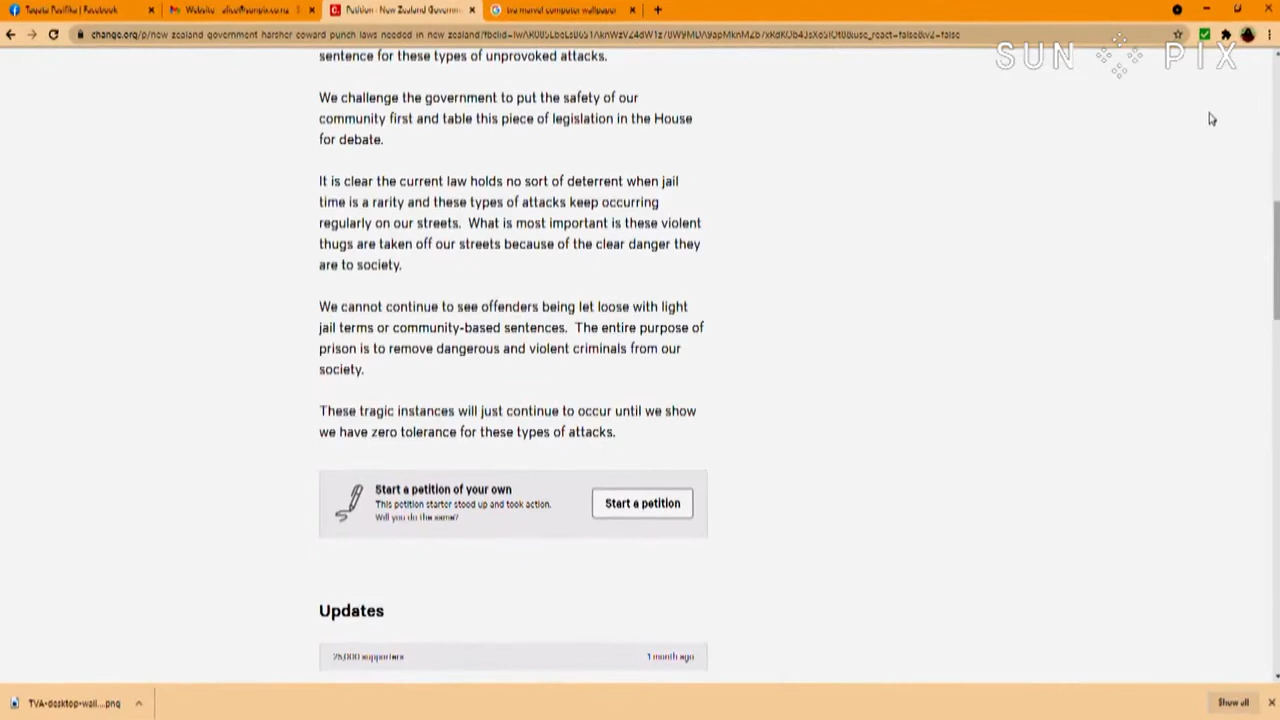 Tagata Pasifika | Facebook
Petition · New Zealand Governm
tva marvel computer wallpaper
SUN PIX
sentence for these types of unprovoked attacks.
We challenge the government to put the safety of our
community first and table this piece of legislation in the House
for debate.
It is clear the current law holds no sort of deterrent when jail
time is a rarity and these types of attacks keep occurring
regularly on our streets. What is most important is these violent
thugs are taken off our streets because of the clear danger they
are to society.
We cannot continue to see offenders being let loose with light
jail terms or community-based sentences. The entire purpose of
prison is to remove dangerous and violent criminals from our
society.
These tragic instances will just continue to occur until we show
we have zero tolerance for these types of attacks.
Start a petition of your own
This petition starter stood up and took action.
Will you do the same?
Start a petition
Updates
25,000 supporters
1 month ago
TVA-desktop-wall....png
Show all